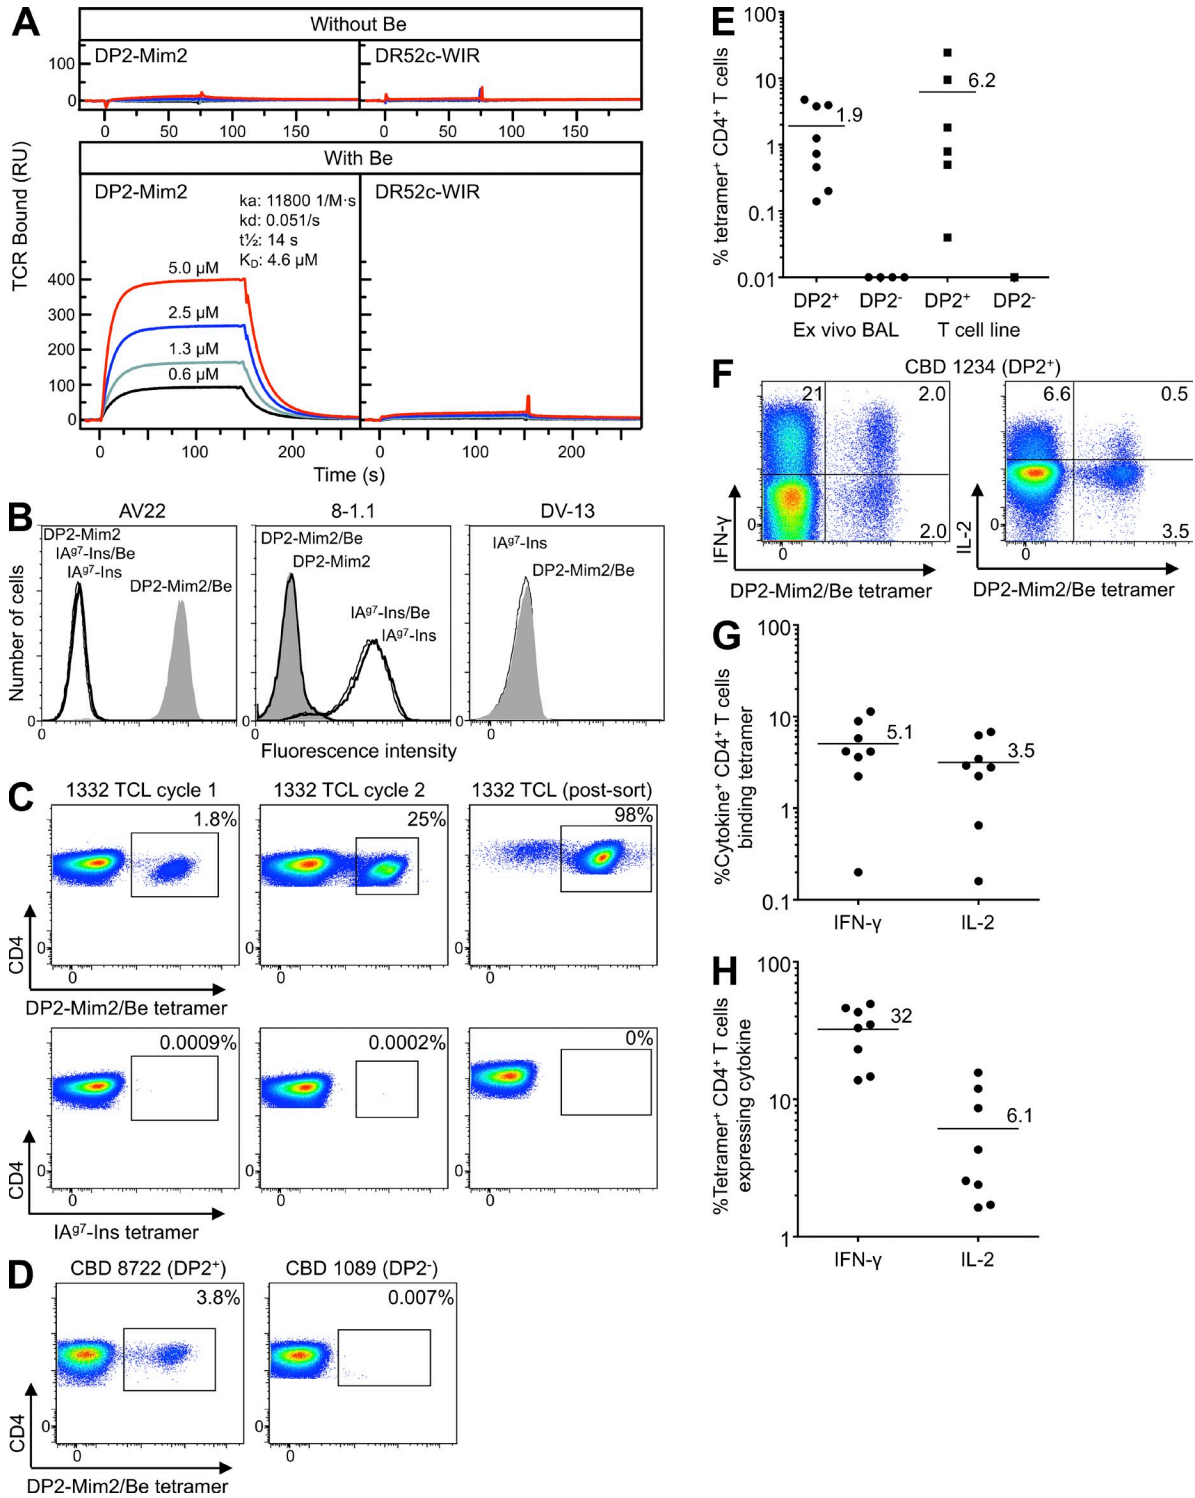 A
Without Be
DP2-Mim2
DR52c-WIR
100
0
0 50 100 150
0 50 100 150
With Be
DP2-Mim2
DR52c-WIR
ka: 11800 1/M·s
kd: 0.051/s
t½: 14 s
KD: 4.6 µM
5.0 µM
2.5 µM
1.3 µM
0.6 µM
400
300
200
100
0
0 100 200
0 100 200
TCR Bound (RU)
Time (s)
B
AV22
8-1.1
DV-13
DP2-Mim2
IAg7-Ins/Be
IAg7-Ins
DP2-Mim2/Be
DP2-Mim2/Be
DP2-Mim2
IAg7-Ins/Be
IAg7-Ins
IAg7-Ins
DP2-Mim2/Be
Number of cells
0
0
0
0
0
0
Fluorescence intensity
C
1332 TCL cycle 1
1332 TCL cycle 2
1332 TCL (post-sort)
1.8%
25%
98%
CD4
0
0
0
0
0
0
DP2-Mim2/Be tetramer
0.0009%
0.0002%
0%
CD4
0
0
0
0
0
0
IAg7-Ins tetramer
D
CBD 8722 (DP2+)
CBD 1089 (DP2-)
3.8%
0.007%
CD4
0
0
0
0
DP2-Mim2/Be tetramer
E
% tetramer+ CD4+ T cells
100
10
1
0.1
0.01
1.9
6.2
DP2+ DP2- DP2+ DP2-
Ex vivo BAL T cell line
F
CBD 1234 (DP2+)
21
2.0
2.0
6.6
0.5
3.5
IFN-γ
IL-2
0
0
0
0
DP2-Mim2/Be tetramer
DP2-Mim2/Be tetramer
G
%Cytokine+ CD4+ T cells
binding tetramer
100
10
1
0.1
5.1
3.5
IFN-γ IL-2
H
%Tetramer+ CD4+ T cells
expressing cytokine
100
10
1
32
6.1
IFN-γ IL-2